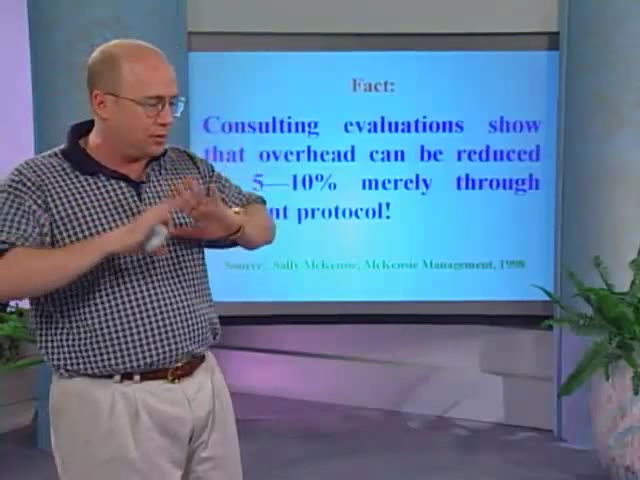 Fact:
Consulting evaluations show
that overhead can be reduced
5—10% merely through
protocol!
Source: Sally McKenzie, McKenzie Management, 1998